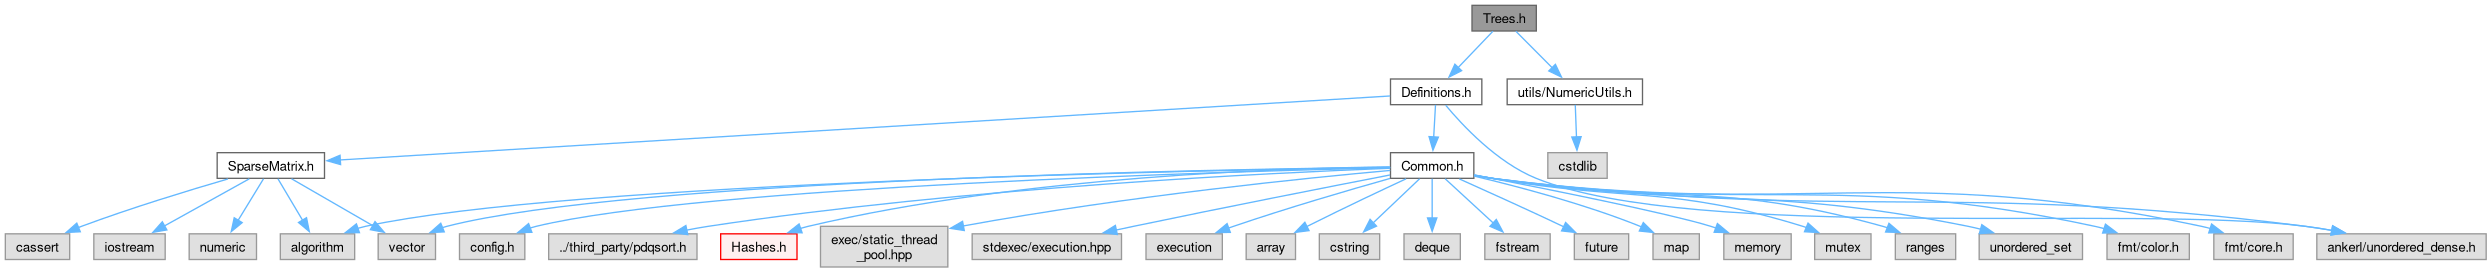 Trees.h
Definitions.h
utils/NumericUtils.h
SparseMatrix.h
Common.h
cstdlib
cassert
iostream
numeric
algorithm
vector
config.h
../third_party/pdqsort.h
Hashes.h
exec/static_thread
_pool.hpp
stdexec/execution.hpp
execution
array
cstring
deque
fstream
future
map
memory
mutex
ranges
unordered_set
fmt/color.h
fmt/core.h
ankerl/unordered_dense.h